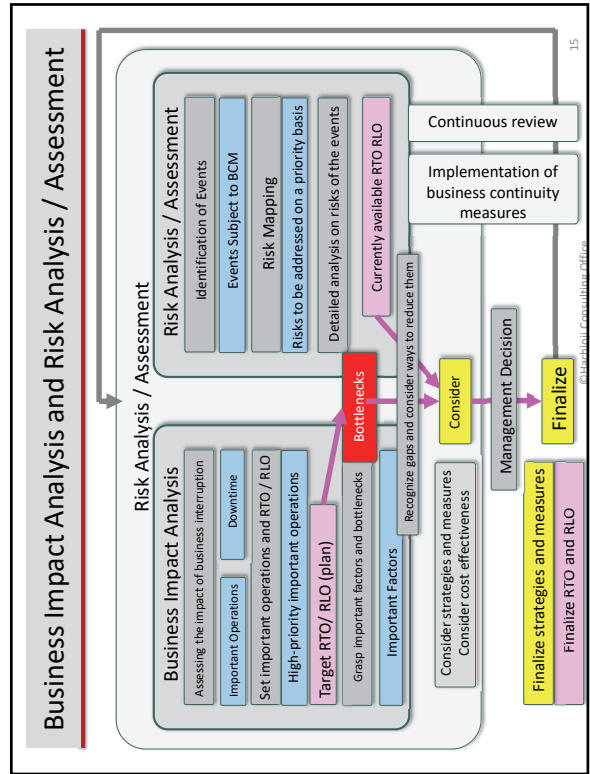 Business Impact Analysis and Risk Analysis / Assessment
Risk Analysis / Assessment
Business Impact Analysis
Assessing the impact of business interruption
Important Operations
Downtime
Set important operations and RTO / RLO
High-priority important operations
Target RTO/ RLO (plan)
Grasp important factors and bottlenecks
Important Factors
Bottlenecks
Risk Analysis / Assessment
Identification of Events
Events Subject to BCM
Risk Mapping
Risks to be addressed on a priority basis
Detailed analysis on risks of the events
Currently available RTO RLO
Recognize gaps and consider ways to reduce them
Consider strategies and measures
Consider cost effectiveness
Consider
Continuous review
Implementation of
business continuity
measures
Management Decision
Finalize strategies and measures
Finalize RTO and RLO
Finalize
©Hachioji Consulting Office
15